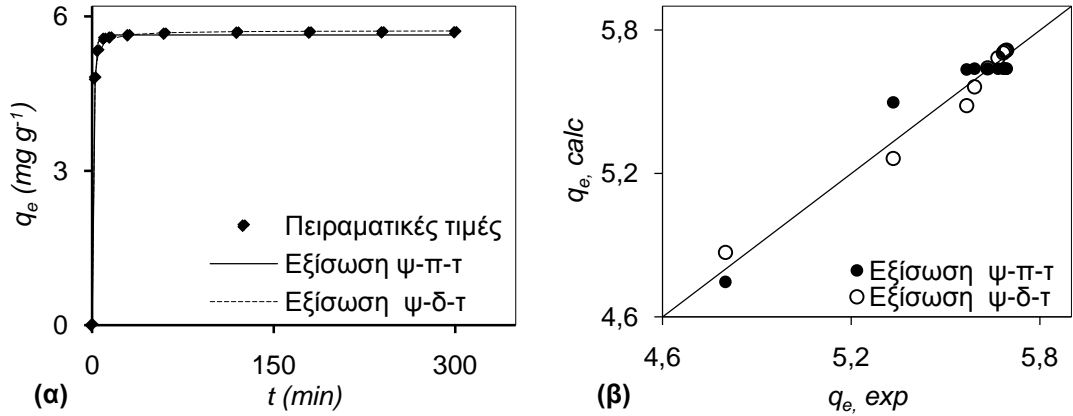 6
3
0
q_e (mg g⁻¹)
Πειραματικές τιμές
Εξίσωση ψ-π-τ
Εξίσωση ψ-δ-τ
0
150
300
(α)
t (min)
5,8
5,2
4,6
q_e, calc
Εξίσωση ψ-π-τ
Εξίσωση ψ-δ-τ
4,6
5,2
5,8
(β)
q_e, exp